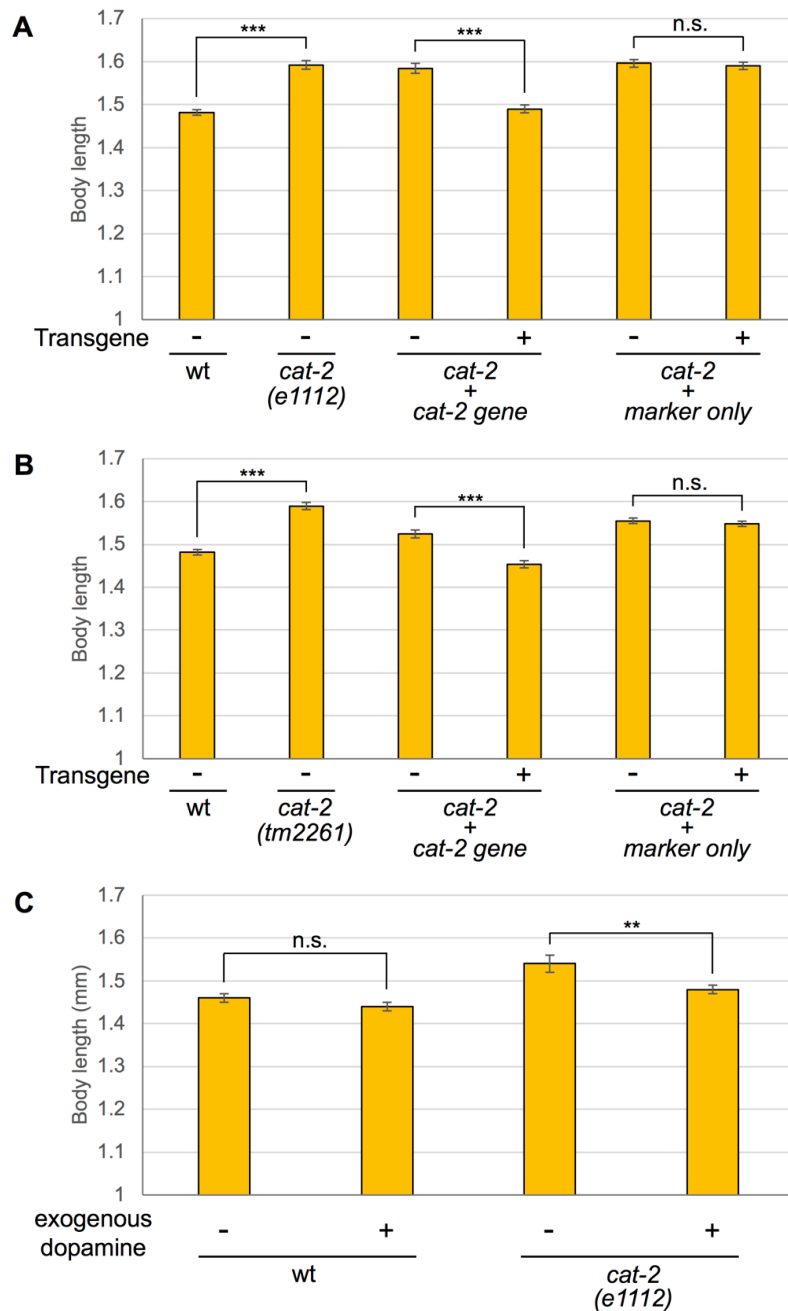 A
1.7
1.6
1.5
1.4
1.3
1.2
1.1
1
Body length
***
***
n.s.
Transgene - - - + - +
wt cat-2 cat-2 cat-2
(e1112) + +
cat-2 gene marker only
B
1.7
1.6
1.5
1.4
1.3
1.2
1.1
1
Body length
***
***
n.s.
Transgene - - - + - +
wt cat-2 cat-2 cat-2
(tm2261) + +
cat-2 gene marker only
C
1.7
1.6
1.5
1.4
1.3
1.2
1.1
1
Body length (mm)
n.s.
**
exogenous - + - +
dopamine
wt cat-2
(e1112)